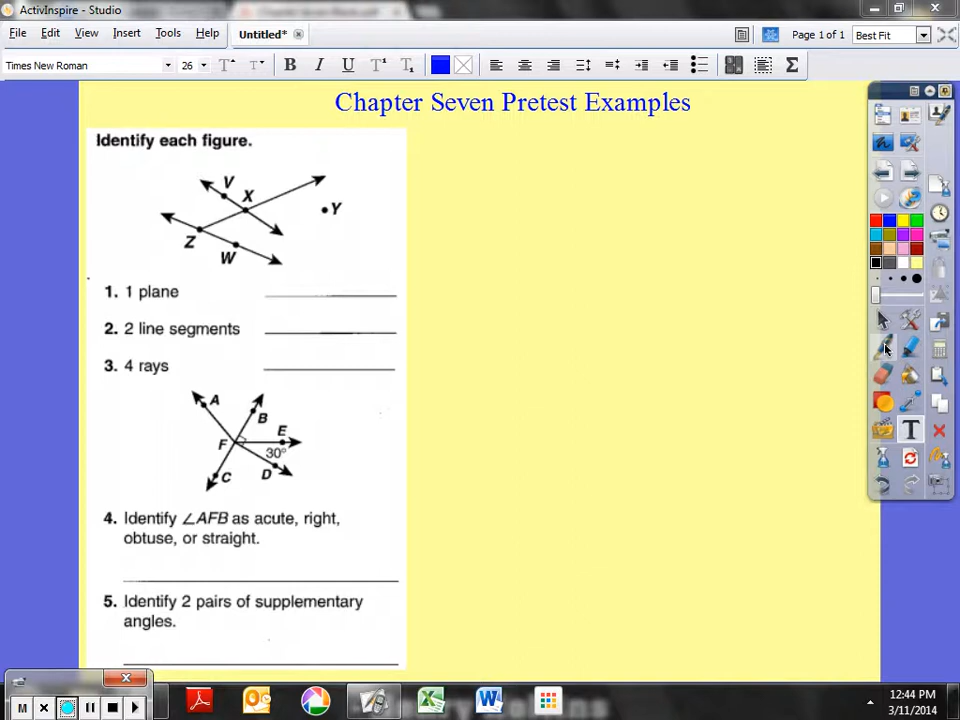 ActivInspire - Studio
File Edit View Insert Tools Help Untitled* Page 1 of 1 Best Fit
Times New Roman 26 T T B I U T¹ T₁ Σ
Chapter Seven Pretest Examples
Identify each figure.
V
X
Y
Z
W
1. 1 plane
2. 2 line segments
3. 4 rays
A
B
E
F
30°
C
D
4. Identify ∠AFB as acute, right,
obtuse, or straight.
5. Identify 2 pairs of supplementary
angles.
T
M
12:44 PM
3/11/2014